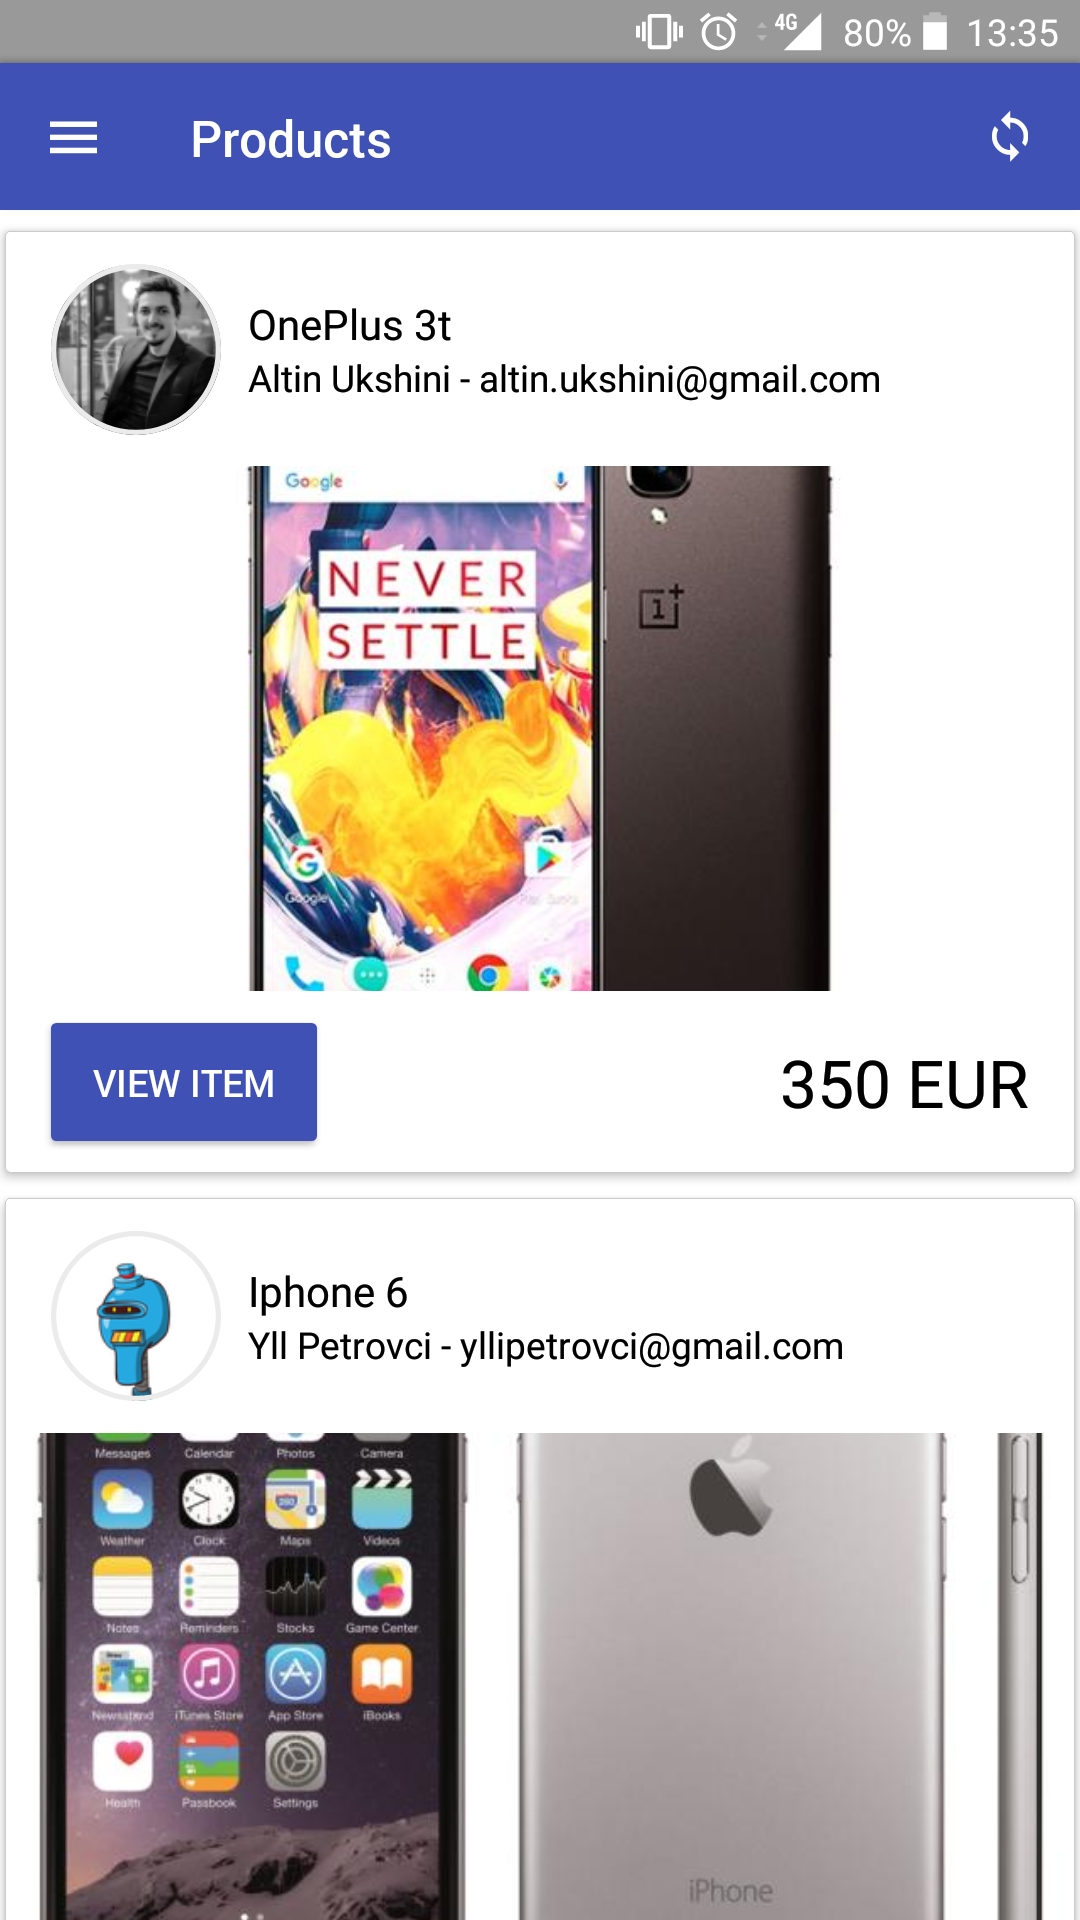 4G 80% 13:35
Products
OnePlus 3t
Altin Ukshini - altin.ukshini@gmail.com
Google
NEVER
SETTLE
1+
Google
VIEW ITEM 350 EUR
Iphone 6
Yll Petrovci - yllipetrovci@gmail.com
Messages Calendar Photos Camera
280
Weather Clock Maps Videos
Notes Reminders Stocks Game Center
Newsstand iTunes Store App Store iBooks
Health Passbook Settings
iPhone